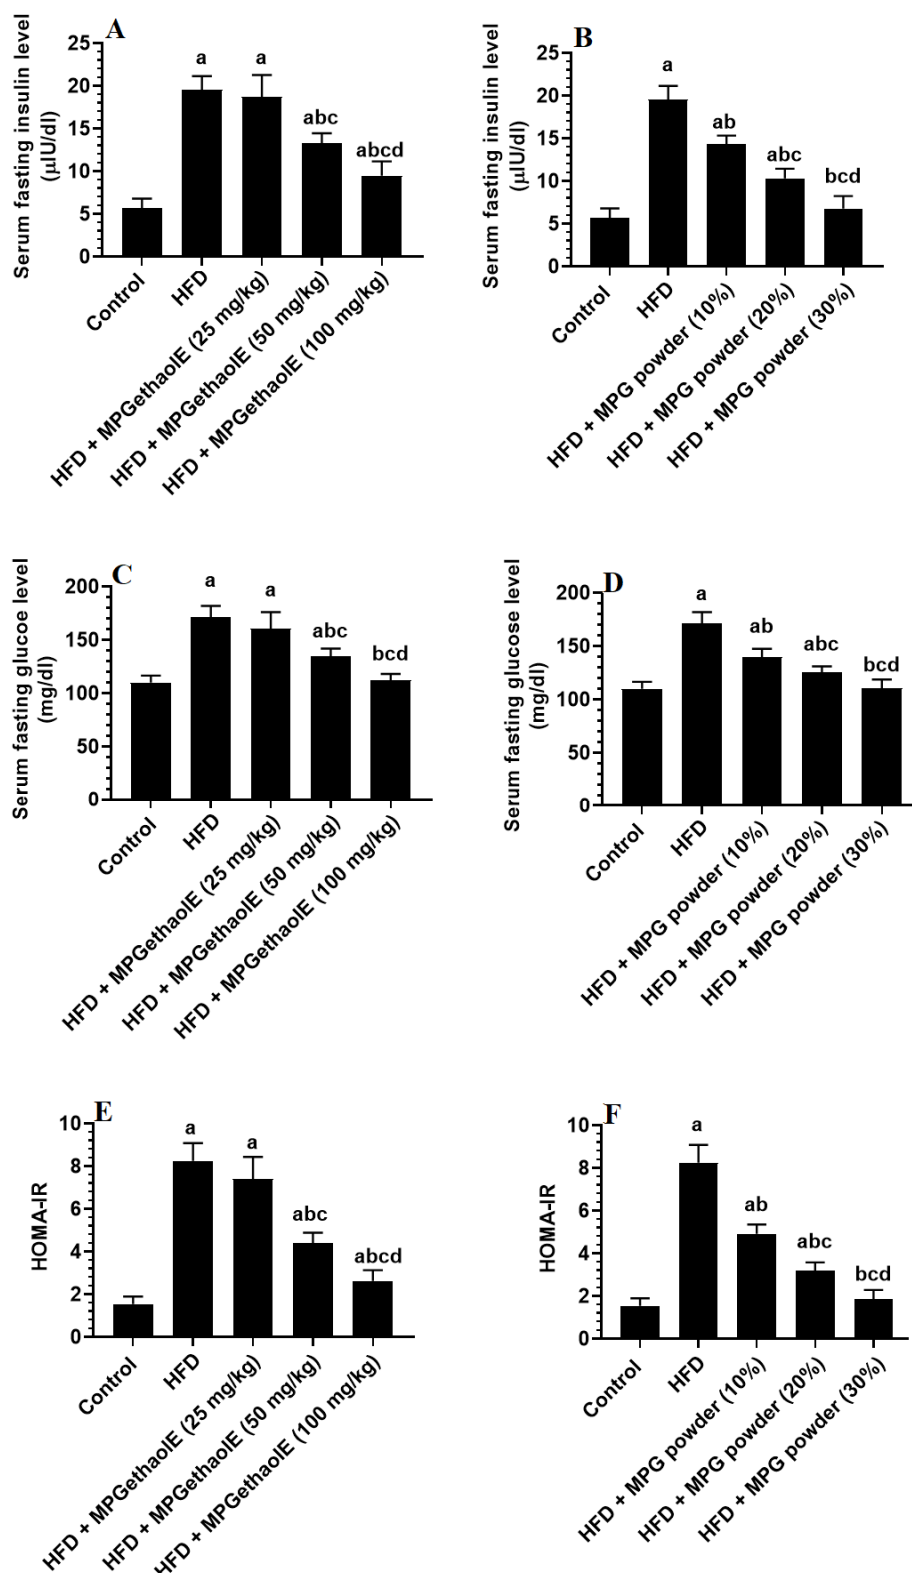 A
Serum fasting insulin level
(μIU/dl)
25
20
15
10
5
0
a
a
abc
abcd
Control
HFD
HFD + MPGethaolE (25 mg/kg)
HFD + MPGethaolE (50 mg/kg)
HFD + MPGethaolE (100 mg/kg)
B
Serum fasting insulin level
(μIU/dl)
25
20
15
10
5
0
a
ab
abc
bcd
Control
HFD
HFD + MPG powder (10%)
HFD + MPG powder (20%)
HFD + MPG powder (30%)
C
Serum fasting glucoe level
(mg/dl)
200
150
100
50
0
a
a
abc
bcd
Control
HFD
HFD + MPGethaolE (25 mg/kg)
HFD + MPGethaolE (50 mg/kg)
HFD + MPGethaolE (100 mg/kg)
D
Serum fasting glucose level
(mg/dl)
200
150
100
50
0
a
ab
abc
bcd
Control
HFD
HFD + MPG powder (10%)
HFD + MPG powder (20%)
HFD + MPG powder (30%)
E
HOMA-IR
10
8
6
4
2
0
a
a
abc
abcd
Control
HFD
HFD + MPGethaolE (25 mg/kg)
HFD + MPGethaolE (50 mg/kg)
HFD + MPGethaolE (100 mg/kg)
F
HOMA-IR
10
8
6
4
2
0
a
ab
abc
bcd
Control
HFD
HFD + MPG powder (10%)
HFD + MPG powder (20%)
HFD + MPG powder (30%)